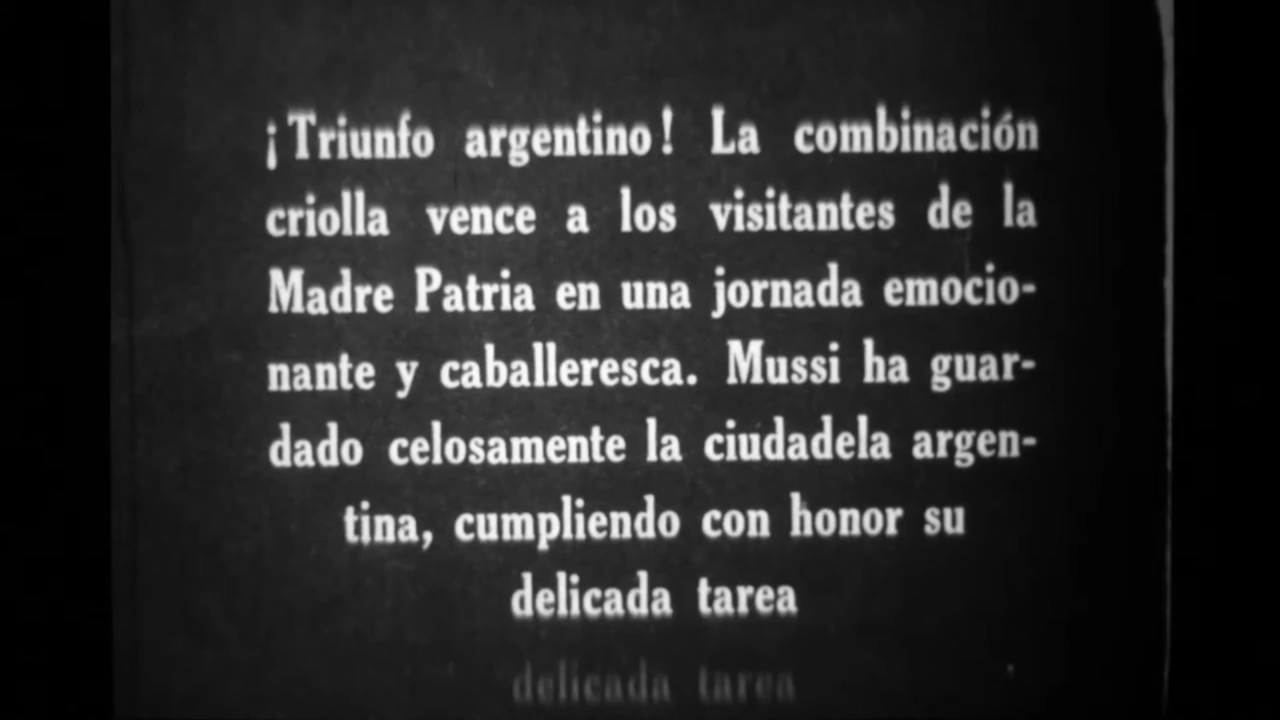 ¡Triunfo argentino! La combinación
criolla vence a los visitantes de la
Madre Patria en una jornada emocio-
nante y caballeresca. Mussi ha guar-
dado celosamente la ciudadela argen-
tina, cumpliendo con honor su
delicada tarea
delicada tarea